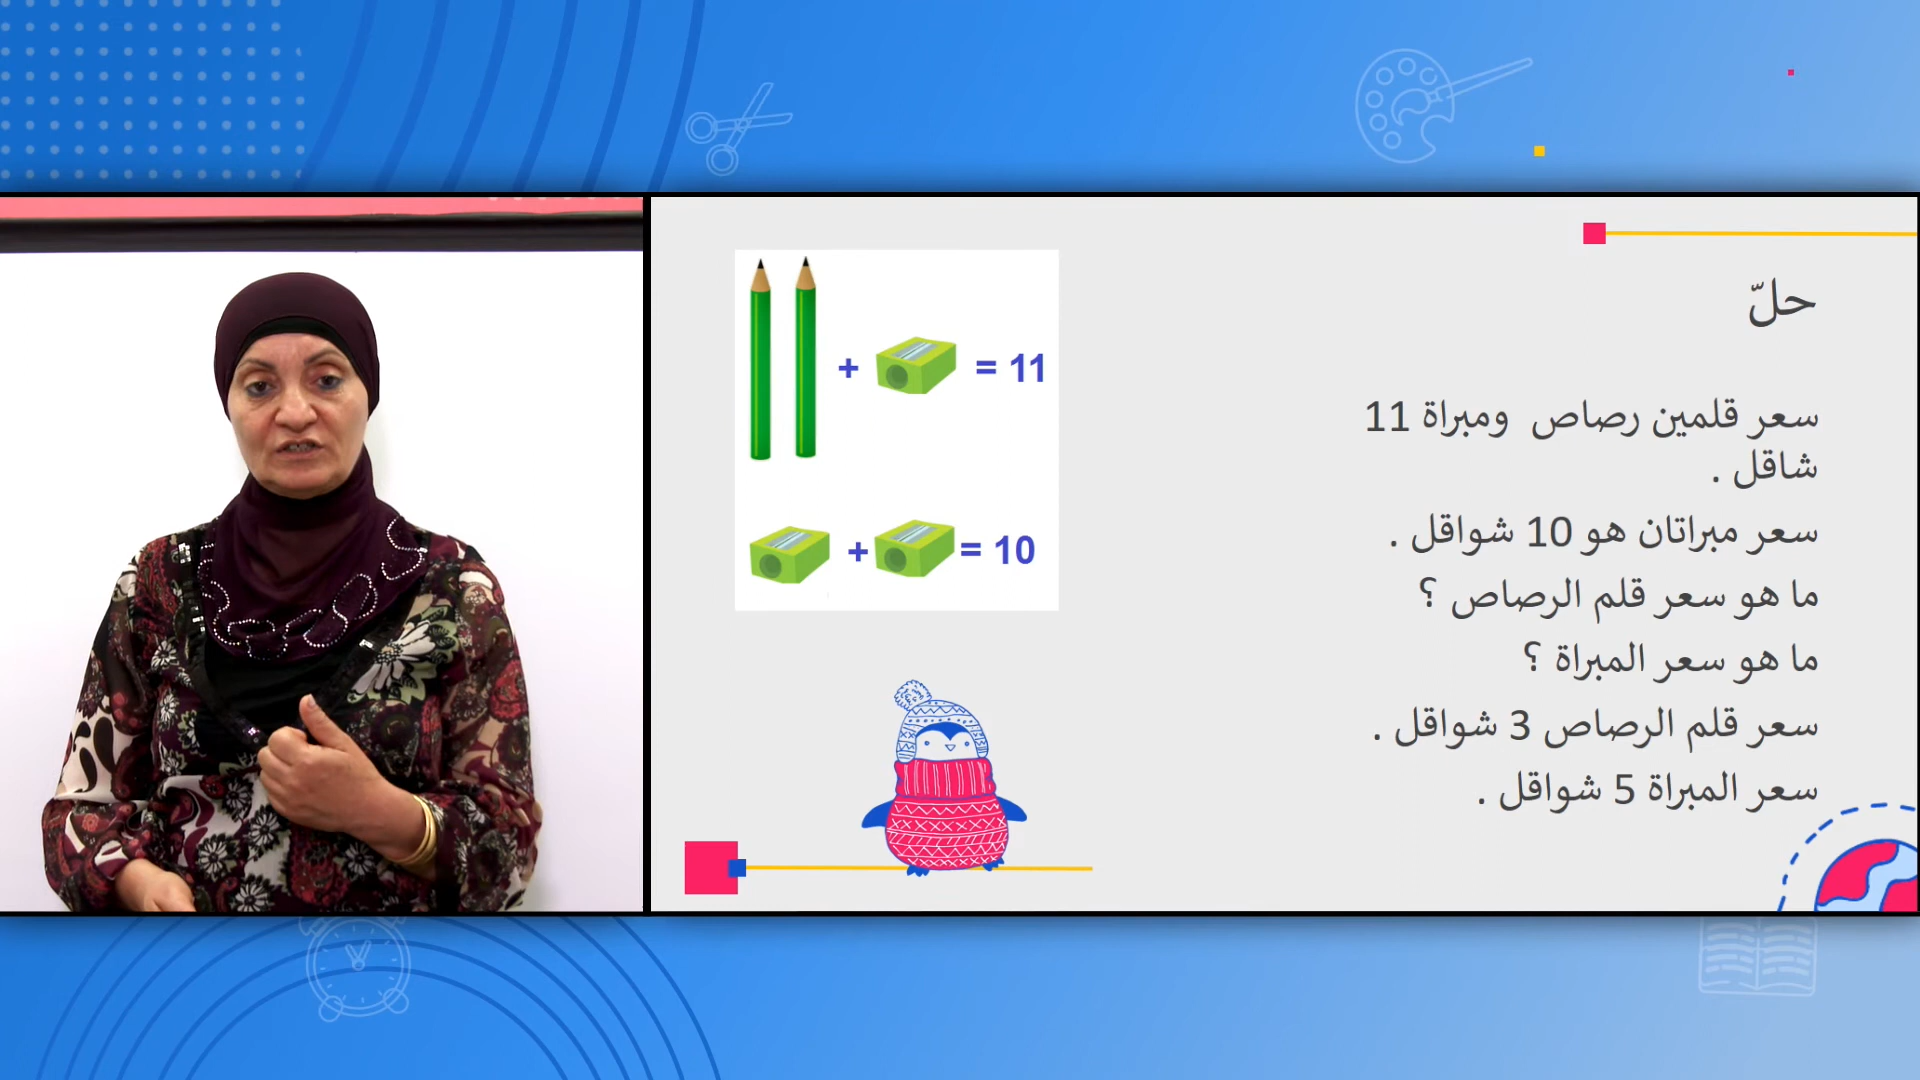 حلّ
+ = 11
+ = 10
سعر قلمين رصاص ومبراة 11
شاقل .
سعر مبراتان هو 10 شواقل .
ما هو سعر قلم الرصاص ؟
ما هو سعر المبراة ؟
سعر قلم الرصاص 3 شواقل .
سعر المبراة 5 شواقل .